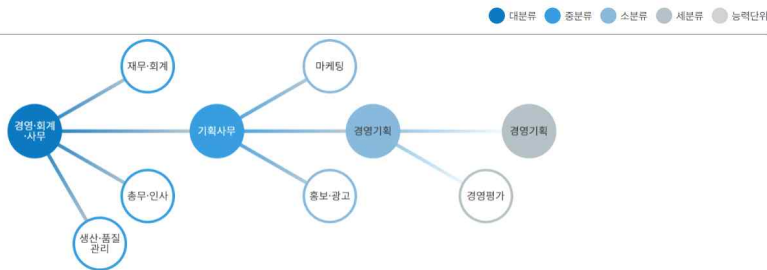 대분류 중분류 소분류 세분류 능력단위
재무·회계
마케팅
경영·회계
·사무
기획사무
경영기획
경영기획
총무·인사
홍보·광고
경영평가
생산·품질
관리